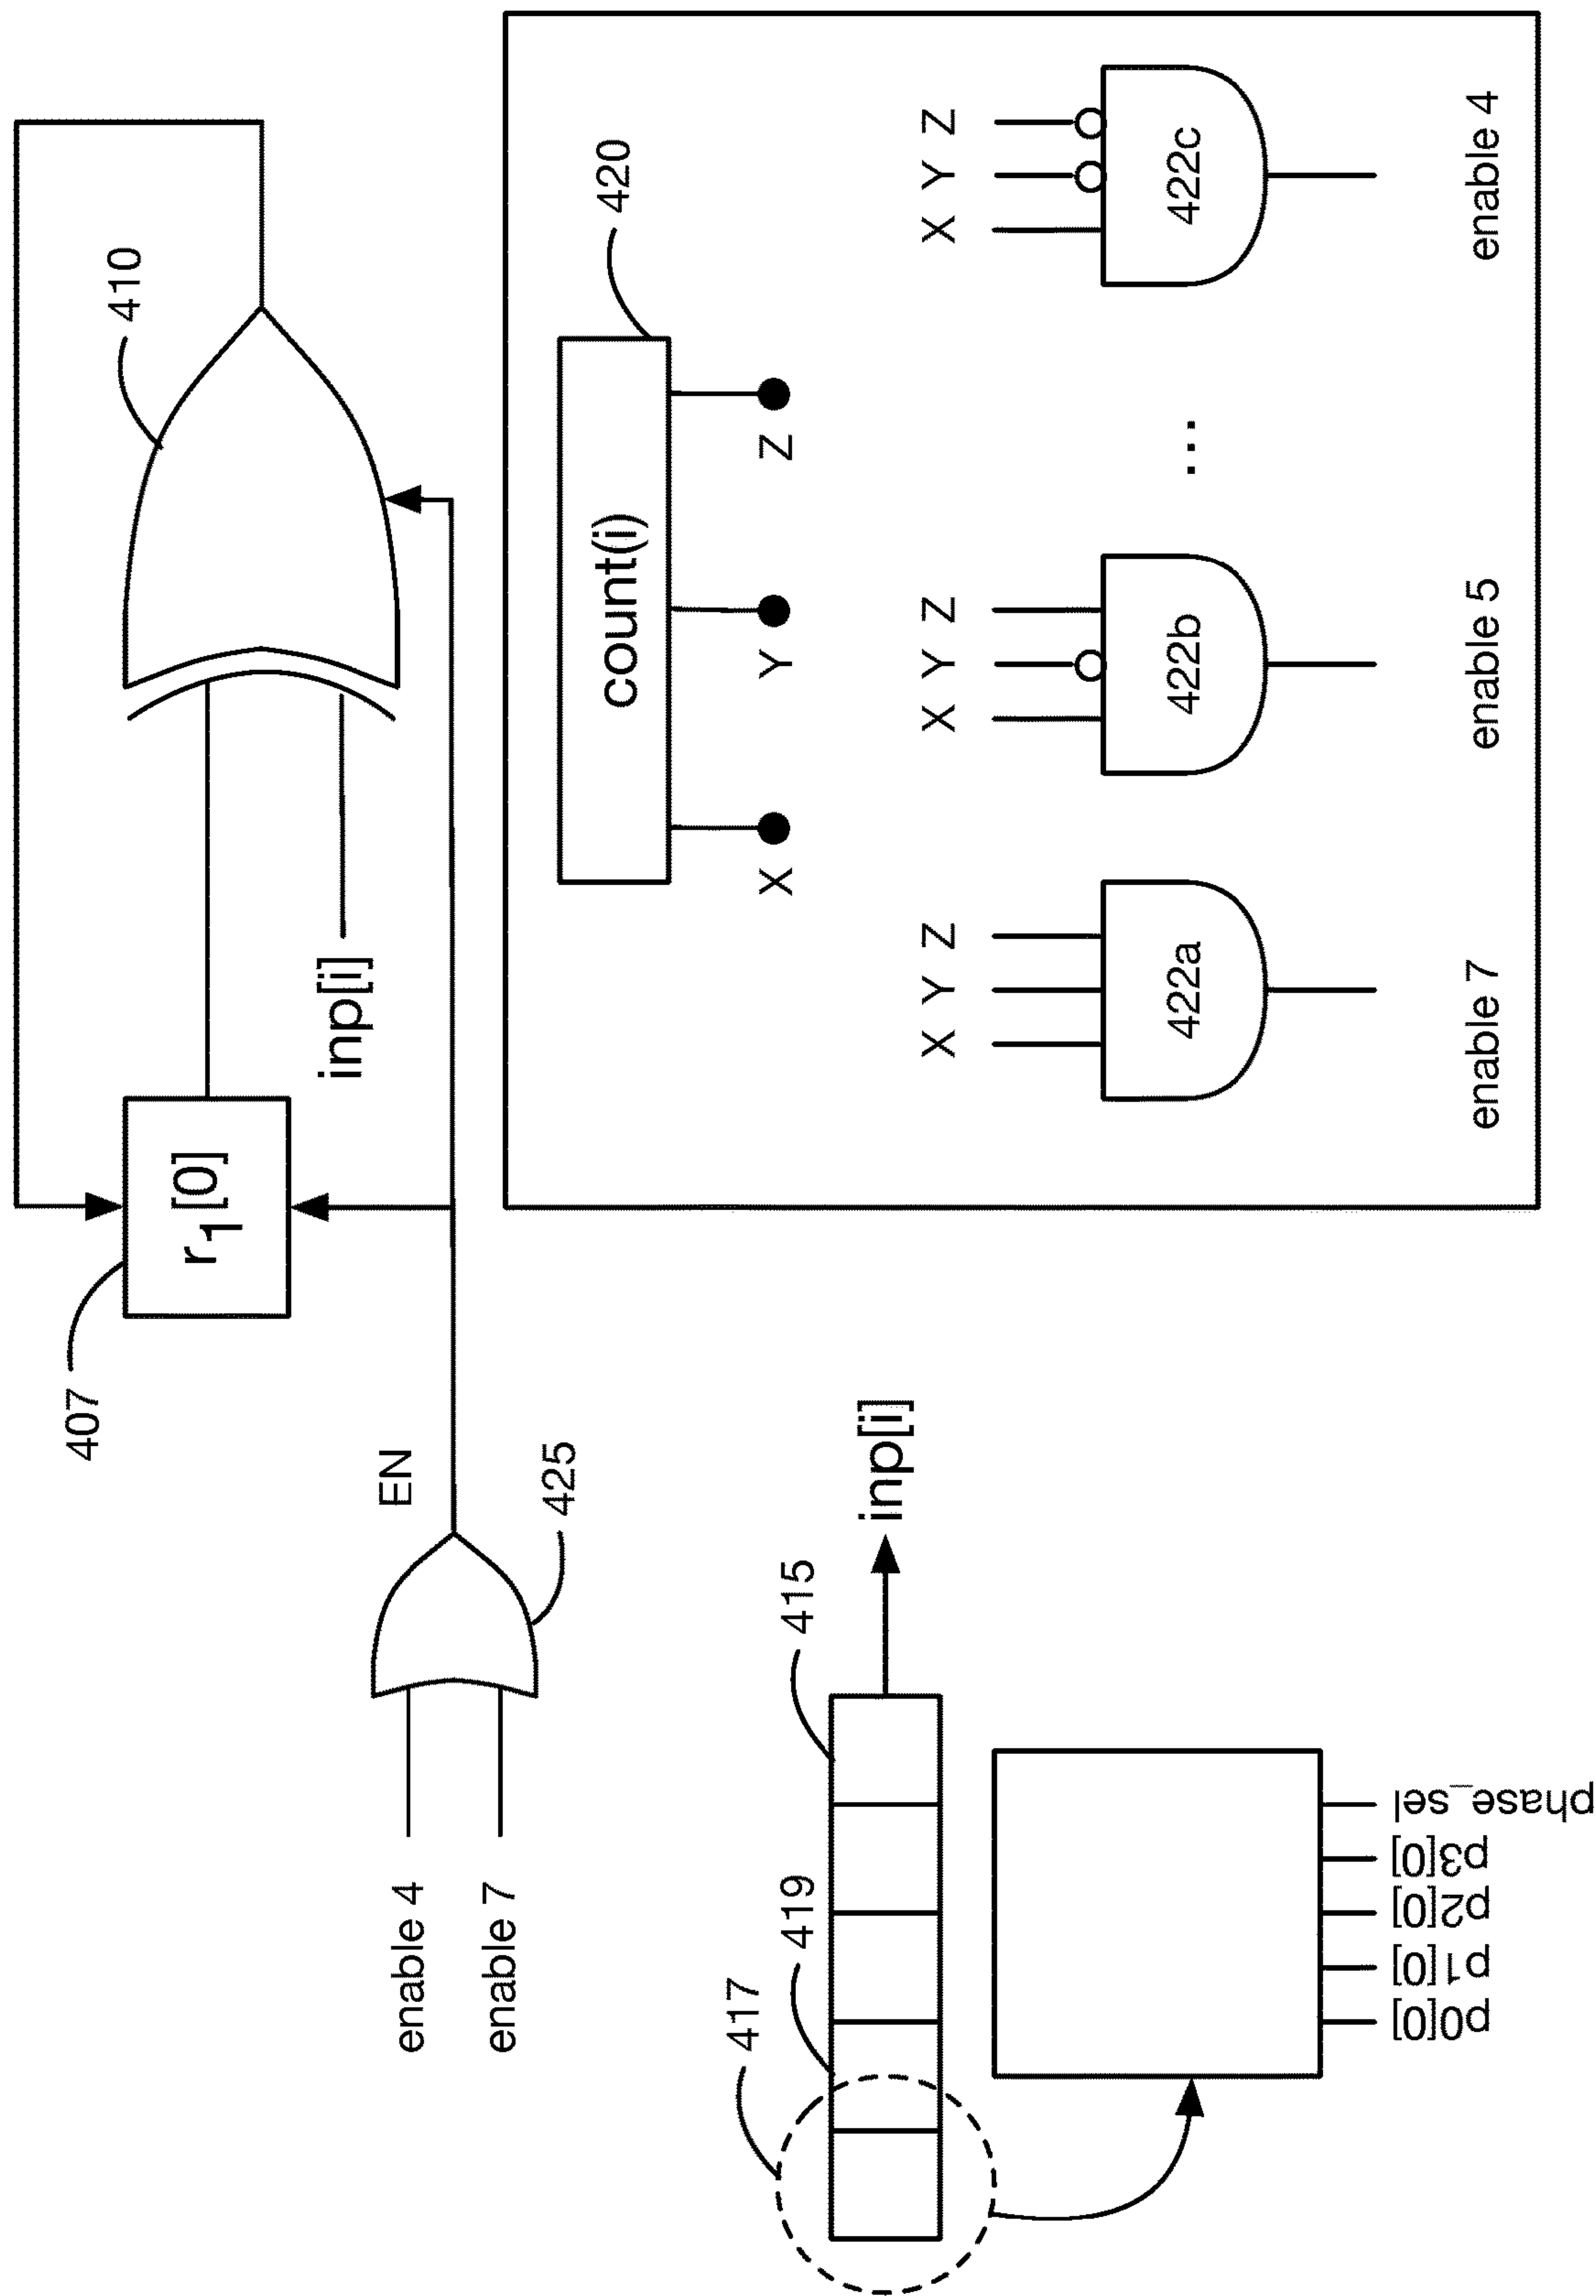 410
407
r1[0]
inp[i]
EN
425
enable 4
enable 7
420
count(i)
X Y Z
X Y Z
X Y Z
X Y Z
422a
422b
...
422c
enable 7
enable 5
enable 4
417
419
415
inp[i]
p0[0]
p1[0]
p2[0]
p3[0]
phase_sel